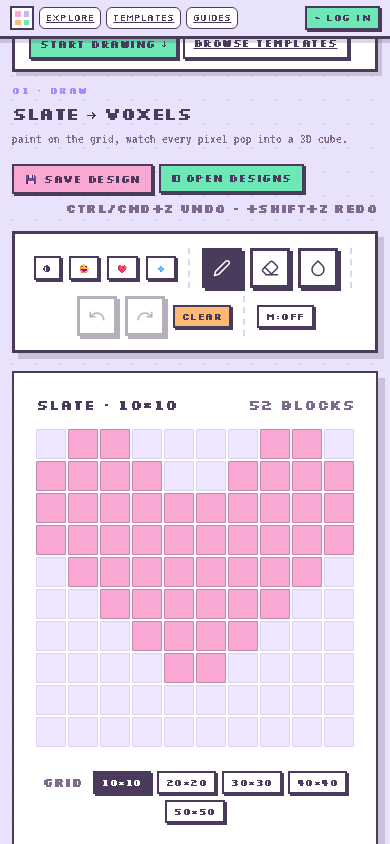 EXPLORE TEMPLATES GUIDES LOG IN
START DRAWING ↓ BROWSE TEMPLATES
01 · DRAW
SLATE → VOXELS
paint on the grid, watch every pixel pop into a 3D cube.
SAVE DESIGN OPEN DESIGNS
CTRL/CMD+Z UNDO · +SHIFT+Z REDO
CLEAR M:OFF
SLATE · 10×10 52 BLOCKS
GRID 10×10 20×20 30×30 40×40
50×50